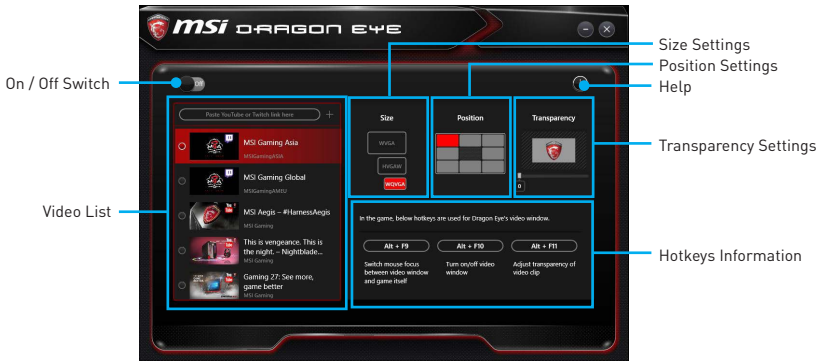 msi DRAGON EYE
Size Settings
Position Settings
Help
On / Off Switch
Off
Paste YouTube or Twitch link here +
MSI Gaming Asia
MSIGamingASIA
MSI Gaming Global
MSIGamingAMEU
MSI Aegis – #HarnessAegis
MSI Gaming
This is vengeance. This is
the night. – Nightblade...
MSI Gaming
Gaming 27: See more,
game better
MSI Gaming
Video List
Size
WVGA
HVGAW
WQVGA
Position
Transparency
0
Transparency Settings
In the game, below hotkeys are used for Dragon Eye's video window.
Alt + F9
Switch mouse focus
between video window
and game itself
Alt + F10
Turn on/off video
window
Alt + F11
Adjust transparency of
video clip
Hotkeys Information